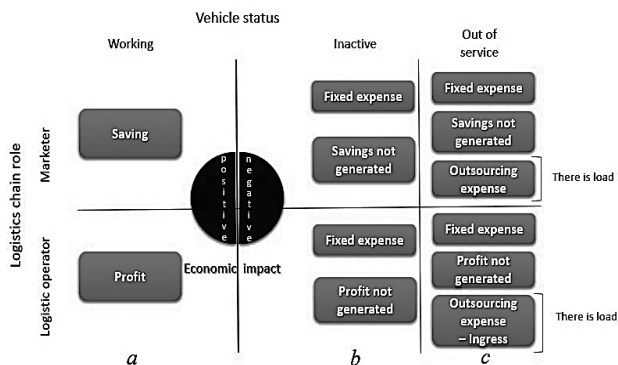 Vehicle status
Working
Inactive
Out of
service
Logistics chain role
Marketer
Saving
Fixed expense
Savings not
generated
Fixed expense
Savings not
generated
Outsourcing
expense
There is load
positive
negative
Economic impact
Logistic operator
Profit
Fixed expense
Profit not
generated
Fixed expense
Profit not
generated
Outsourcing
expense
– Ingress
There is load
a
b
c